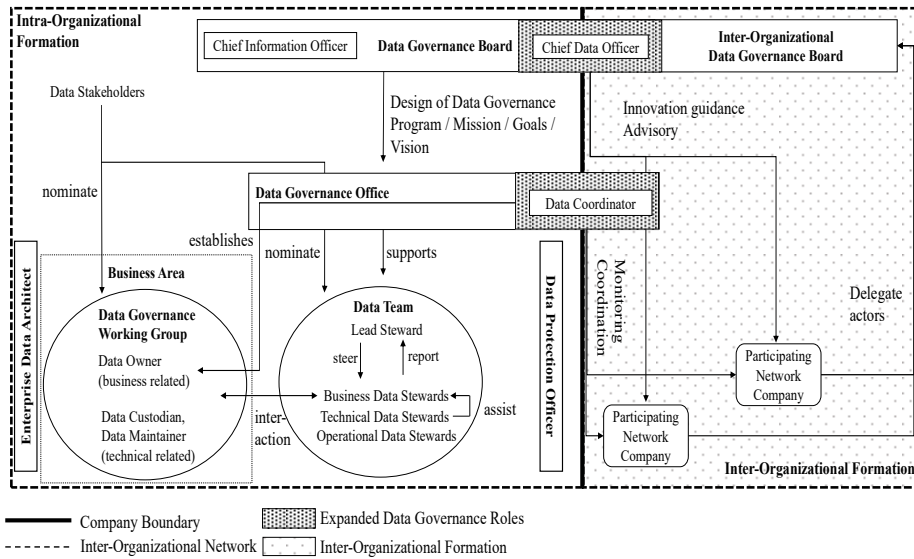 Intra-Organizational
Formation
Chief Information Officer
Data Governance Board
Chief Data Officer
Inter-Organizational
Data Governance Board
Data Stakeholders
Design of Data Governance
Program / Mission / Goals /
Vision
Innovation guidance
Advisory
nominate
Data Governance Office
Data Coordinator
establishes
nominate
supports
Monitoring
Coordination
Enterprise Data Architect
Business Area
Data Governance
Working Group
Data Owner
(business related)
Data Custodian,
Data Maintainer
(technical related)
inter-
action
Data Team
Lead Steward
steer
report
Business Data Stewards
Technical Data Stewards
Operational Data Stewards
assist
Data Protection Officer
Delegate
actors
Participating
Network
Company
Participating
Network
Company
Inter-Organizational Formation
Company Boundary
Expanded Data Governance Roles
Inter-Organizational Network
Inter-Organizational Formation